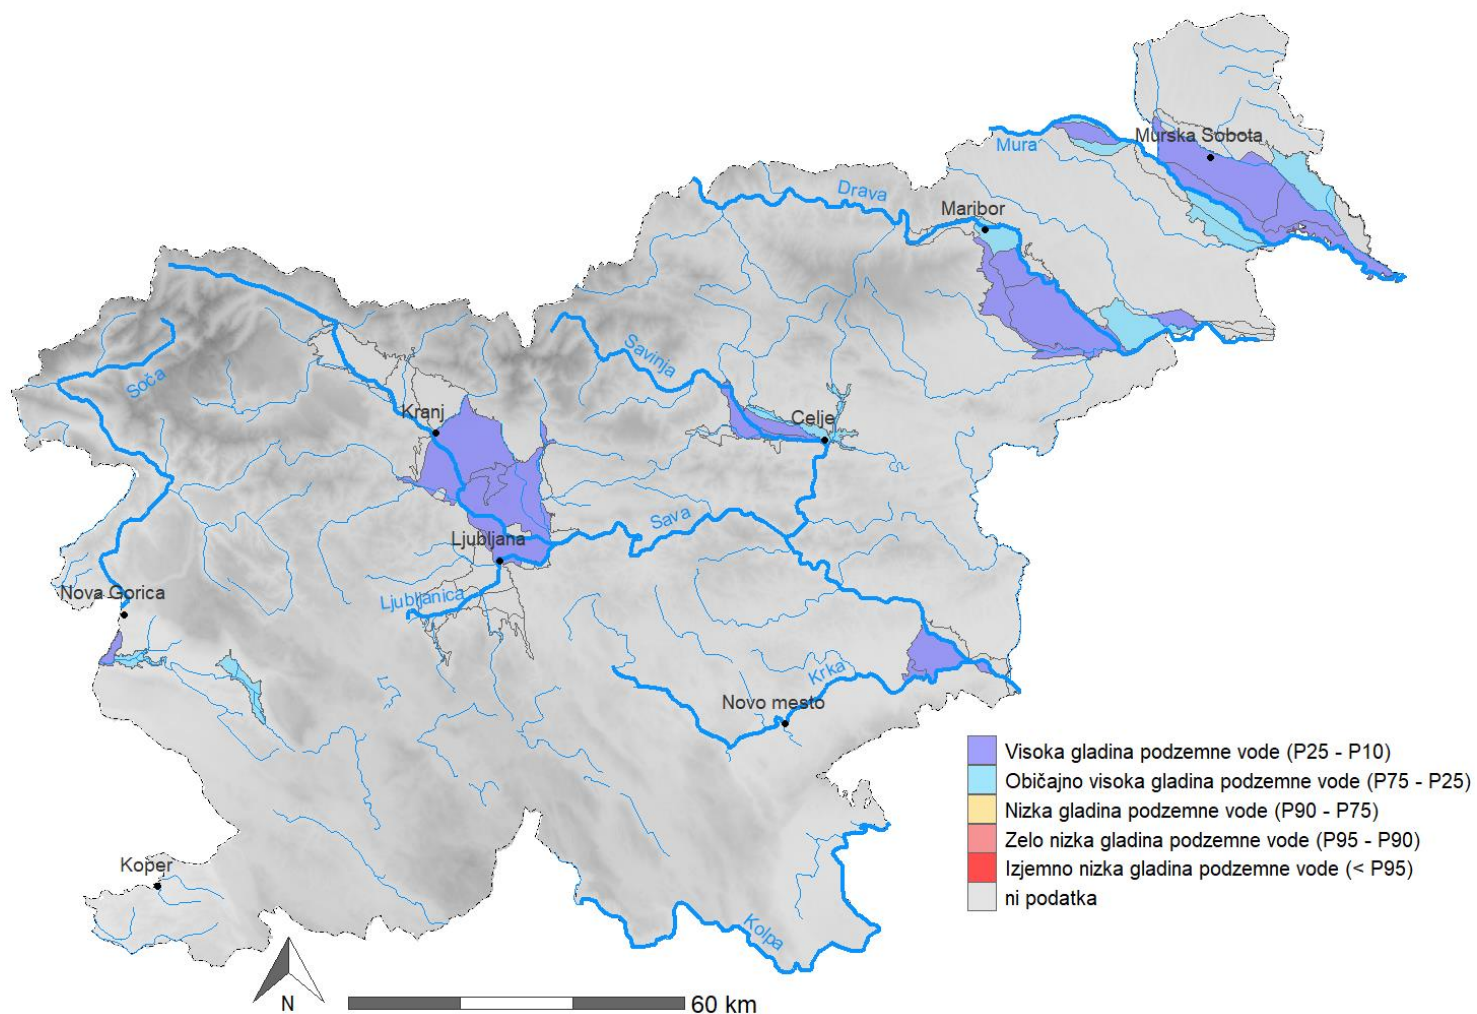 Murska Sobota
Mura
Drava
Maribor
Savinja
Soča
Kranj
Celje
Sava
Ljubljana
Nova Gorica
Ljubljanica
Krka
Novo mesto
Visoka gladina podzemne vode (P25 - P10)
Običajno visoka gladina podzemne vode (P75 - P25)
Nizka gladina podzemne vode (P90 - P75)
Zelo nizka gladina podzemne vode (P95 - P90)
Izjemno nizka gladina podzemne vode (< P95)
ni podatka
Koper
Kolpa
N
60 km